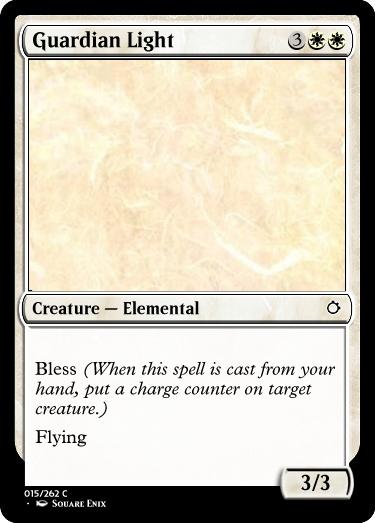 Guardian Light 3
Creature — Elemental
Bless (When this spell is cast from your
hand, put a charge counter on target
creature.)
Flying
3/3
015/262 C
· Square Enix